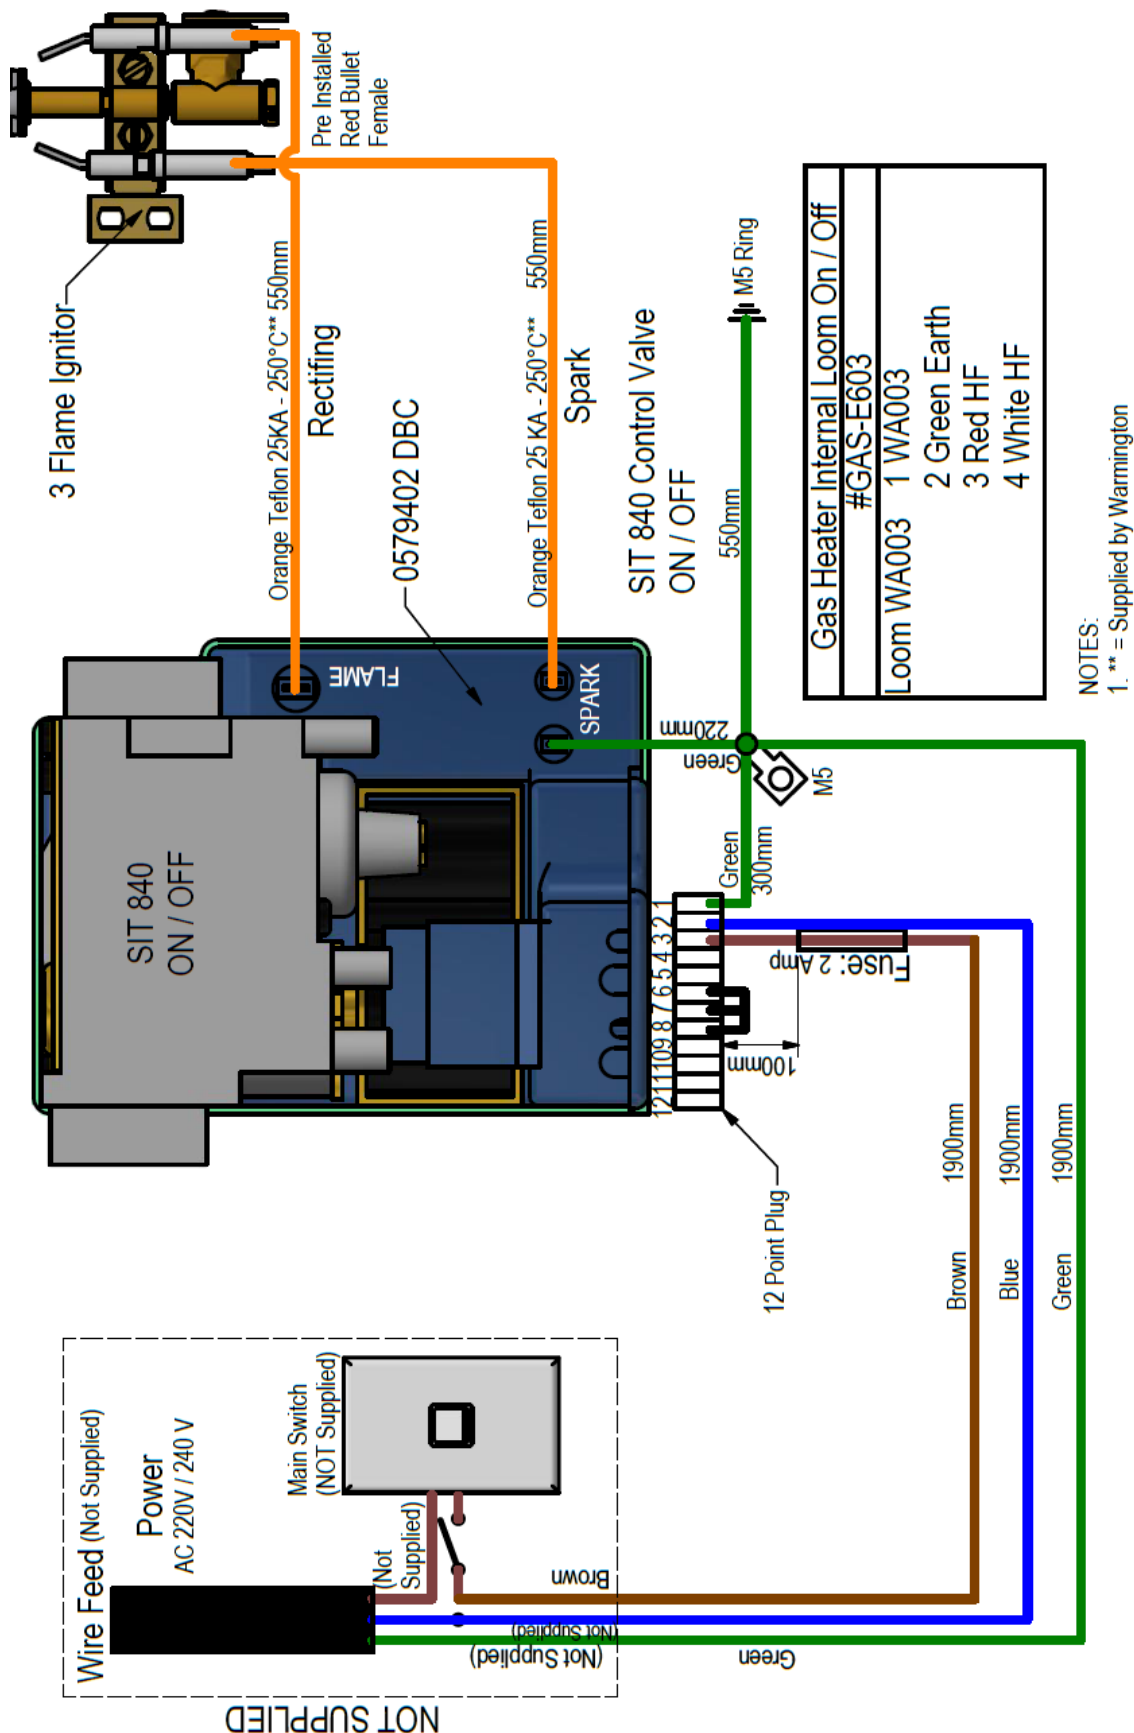 3 Flame Ignitor
Pre Installed
Red Bullet
Female
Orange Teflon 25KA - 250°C** 550mm
Rectifing
0579402 DBC
Orange Teflon 25 KA - 250°C** 550mm
Spark
SIT 840
ON / OFF
FLAME
SPARK
SIT 840 Control Valve
ON / OFF
550mm
M5 Ring
220mm
Green
M5
Green
300mm
12 11 10 9 8 7 6 5 4 3 2 1
Fuse: 2 Amp
100mm
12 Point Plug
Brown 1900mm
Blue 1900mm
Green 1900mm
Wire Feed (Not Supplied)
Power
AC 220V / 240 V
Main Switch
(NOT Supplied)
(Not
Supplied)
Brown
(Not Supplied)
(Not Supplied)
Green
NOT SUPPLIED
Gas Heater Internal Loom On / Off
#GAS-E603
Loom WA003 1 WA003
2 Green Earth
3 Red HF
4 White HF
NOTES:
1. ** = Supplied by Warmington